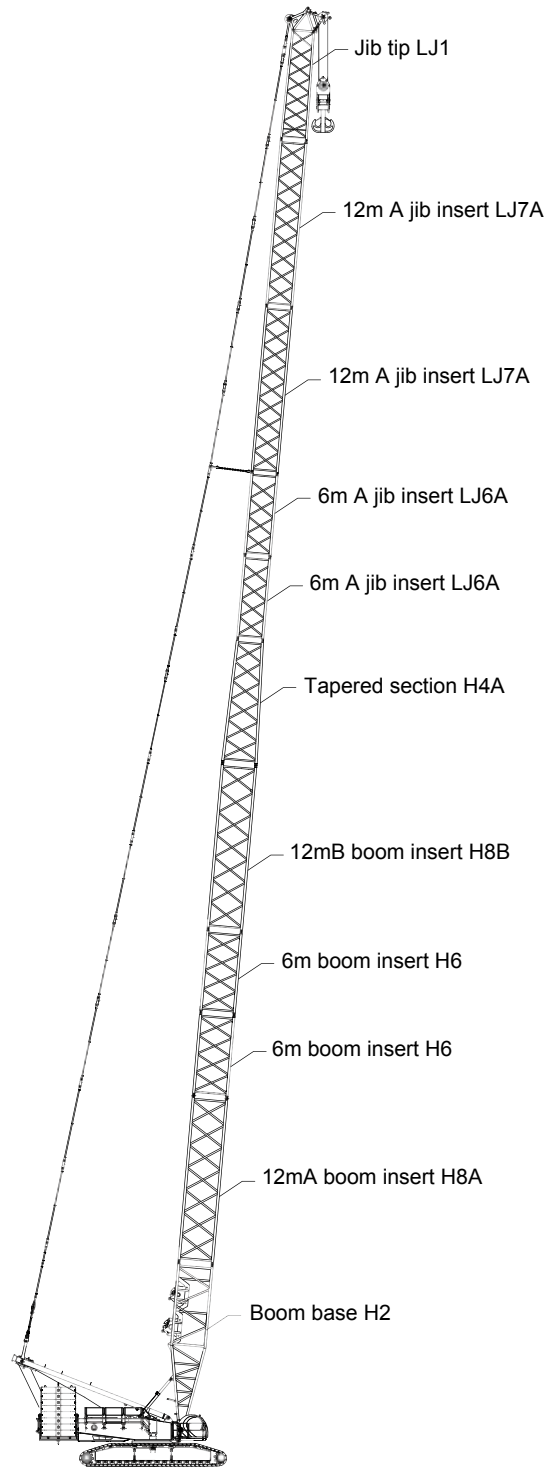 Jib tip LJ1
12m A jib insert LJ7A
12m A jib insert LJ7A
6m A jib insert LJ6A
6m A jib insert LJ6A
Tapered section H4A
12mB boom insert H8B
6m boom insert H6
6m boom insert H6
12mA boom insert H8A
Boom base H2